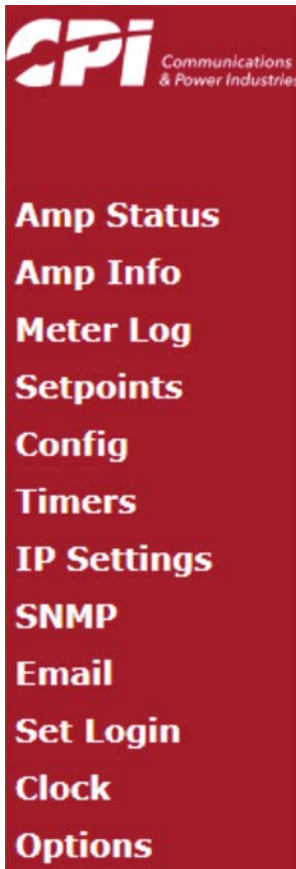 CPI
Communications
& Power Industries
Amp Status
Amp Info
Meter Log
Setpoints
Config
Timers
IP Settings
SNMP
Email
Set Login
Clock
Options